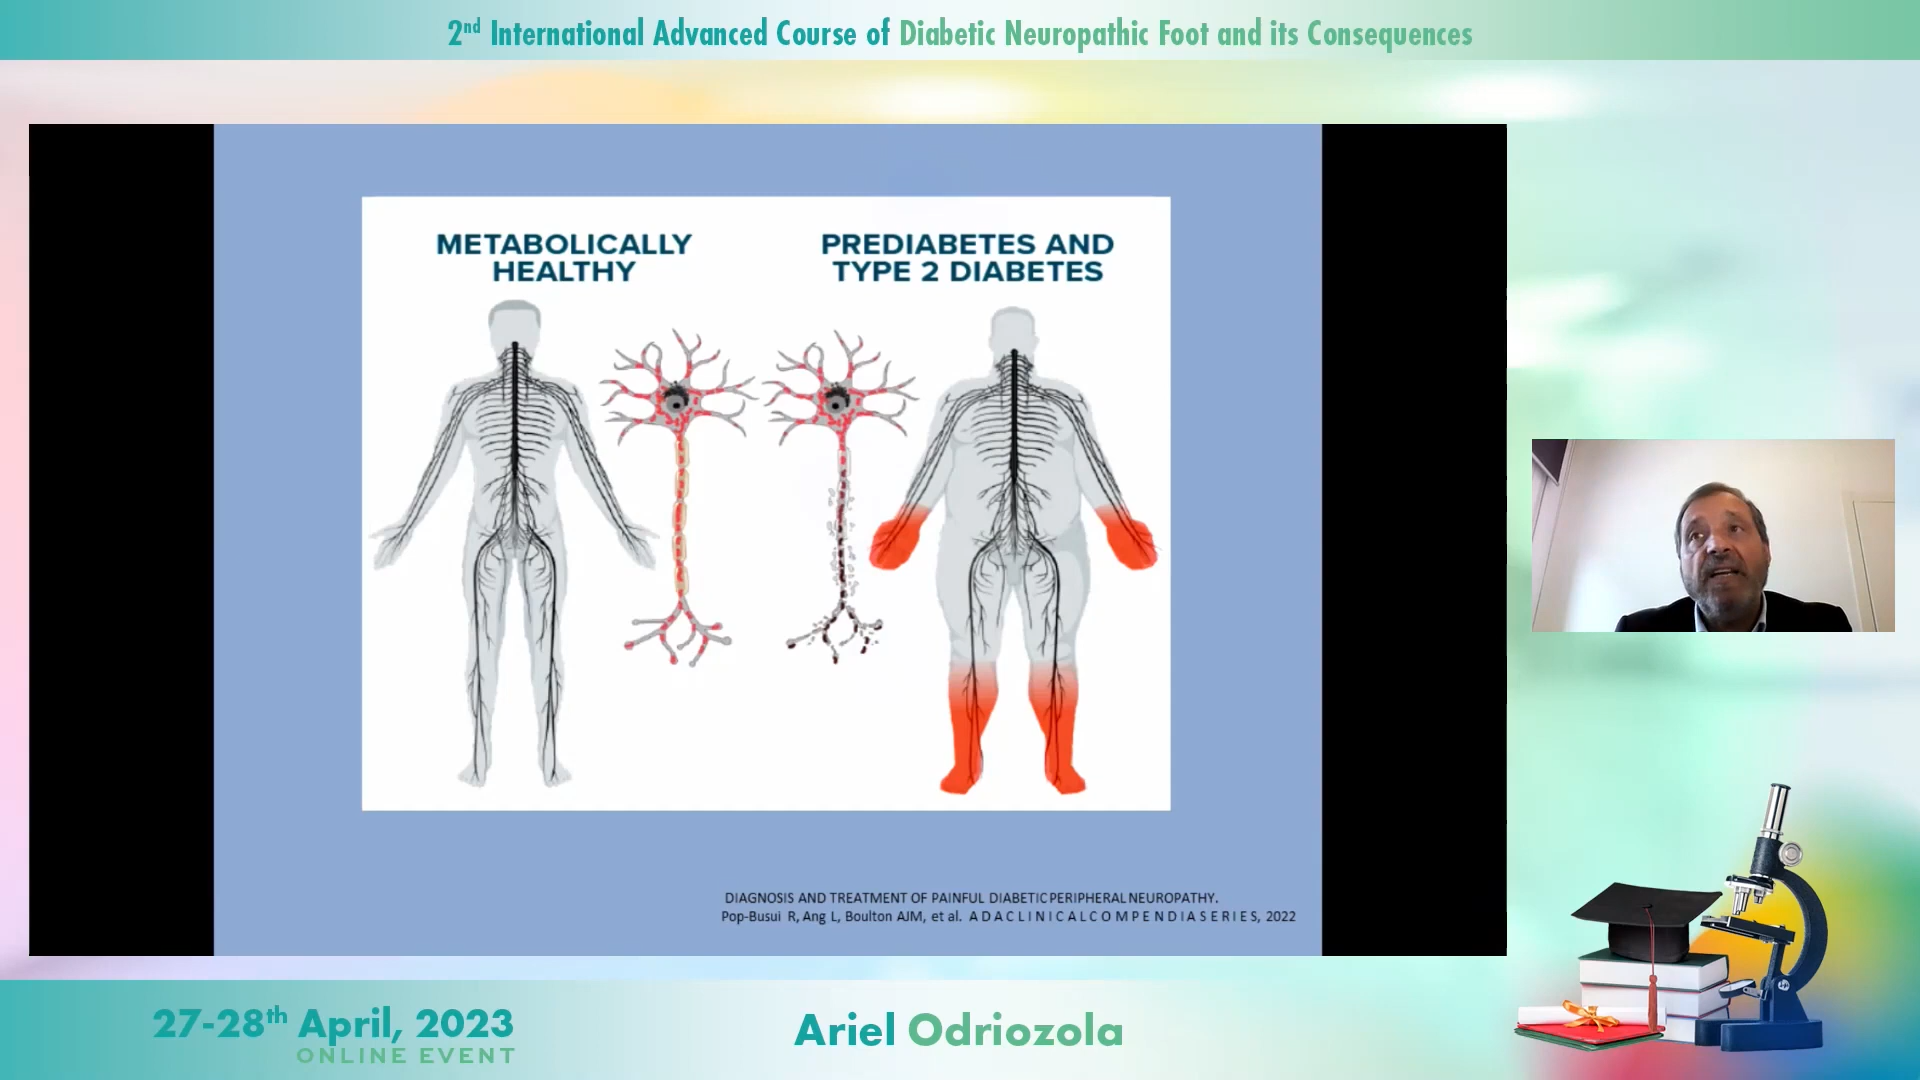 2nd International Advanced Course of Diabetic Neuropathic Foot and its Consequences
METABOLICALLY
HEALTHY
PREDIABETES AND
TYPE 2 DIABETES
DIAGNOSIS AND TREATMENT OF PAINFUL DIABETIC PERIPHERAL NEUROPATHY.
Pop-Busui R, Ang L, Boulton AJM, et al. A D A C L I N I C A L C O M P E N D I A S E R I E S, 2022
27-28th April, 2023
ONLINE EVENT
Ariel Odriozola